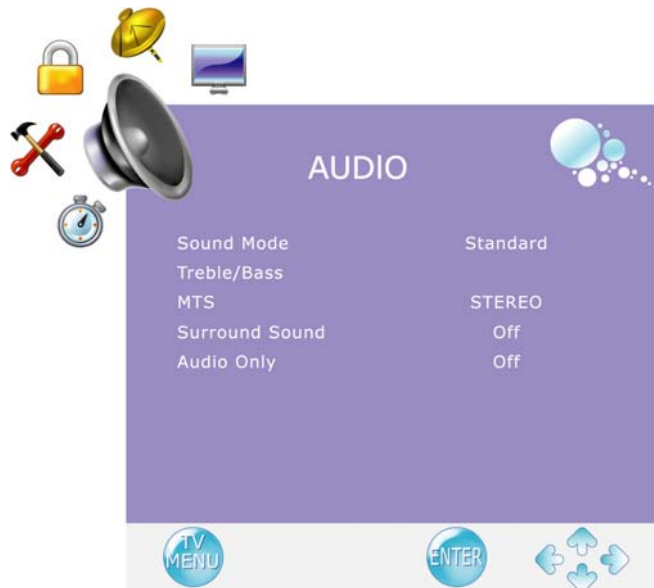 AUDIO
Sound Mode Standard
Treble/Bass
MTS STEREO
Surround Sound Off
Audio Only Off
TV
MENU
ENTER